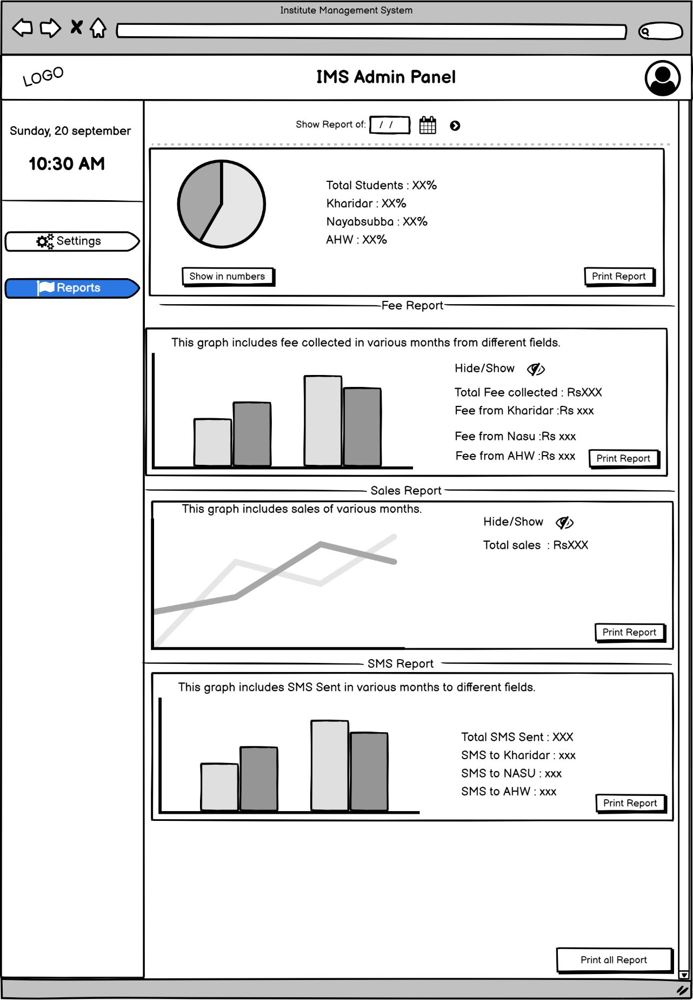 Institute Management System
LOGO
IMS Admin Panel
Sunday, 20 september
10:30 AM
Settings
Reports
Show Report of: / /
Total Students : XX%
Kharidar : XX%
Nayabsubba : XX%
AHW : XX%
Show in numbers
Print Report
Fee Report
This graph includes fee collected in various months from different fields.
Hide/Show
Total Fee collected : RsXXX
Fee from Kharidar :Rs xxx
Fee from Nasu :Rs xxx
Fee from AHW :Rs xxx
Print Report
Sales Report
This graph includes sales of various months.
Hide/Show
Total sales : RsXXX
Print Report
SMS Report
This graph includes SMS Sent in various months to different fields.
Total SMS Sent : XXX
SMS to Kharidar : xxx
SMS to NASU : xxx
SMS to AHW : xxx
Print Report
Print all Report